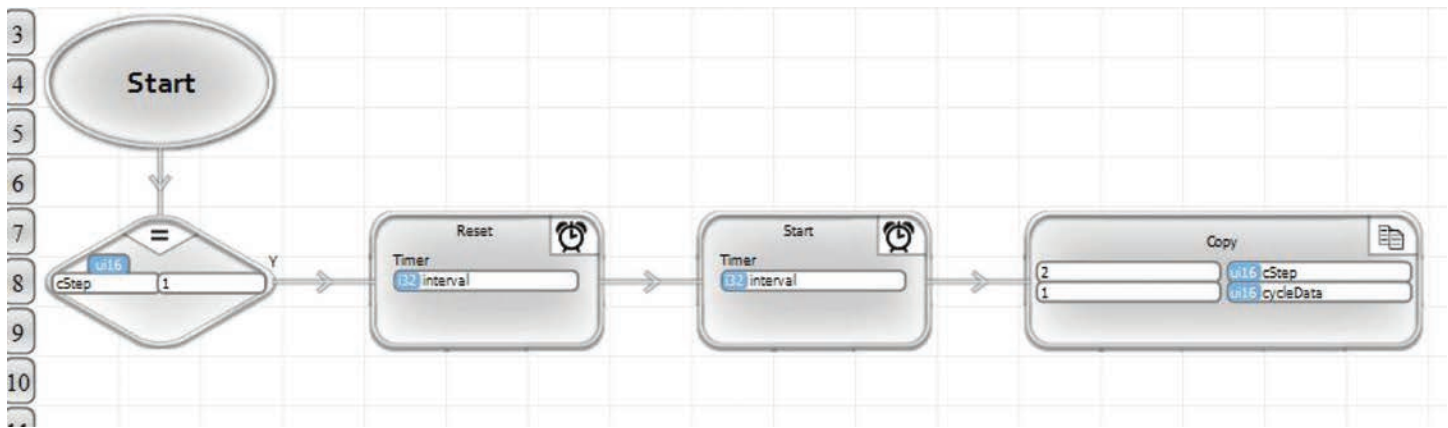 3
4
5
6
7
8
9
10
Start
=
ui16
cStep 1
Y
Reset
Timer
i32 interval
Start
Timer
i32 interval
Copy
2 ui16 cStep
1 ui16 cycleData